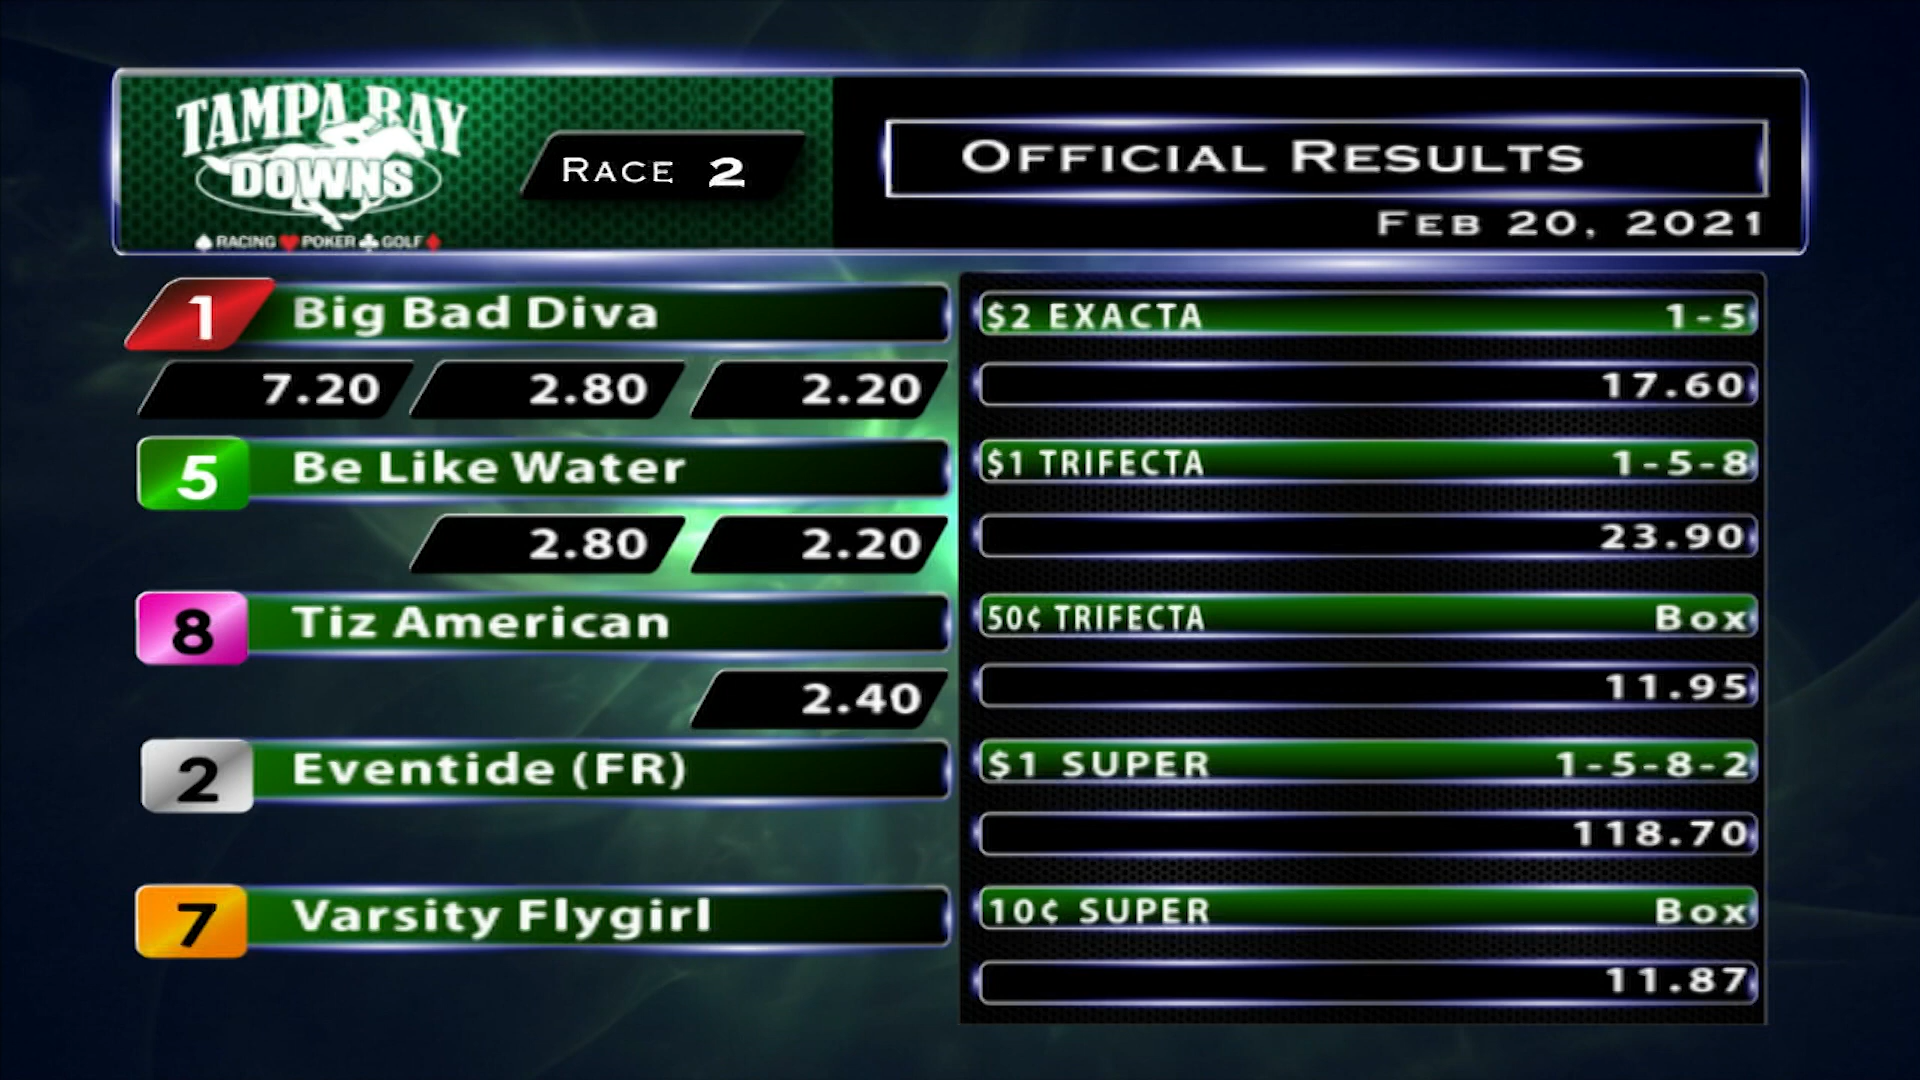 TAMPA BAY
DOWNS
RACING POKER GOLF
RACE 2
OFFICIAL RESULTS
FEB 20, 2021
1 Big Bad Diva
7.20 2.80 2.20
5 Be Like Water
2.80 2.20
8 Tiz American
2.40
2 Eventide (FR)
7 Varsity Flygirl
$2 EXACTA 1-5
17.60
$1 TRIFECTA 1-5-8
23.90
50¢ TRIFECTA Box
11.95
$1 SUPER 1-5-8-2
118.70
10¢ SUPER Box
11.87